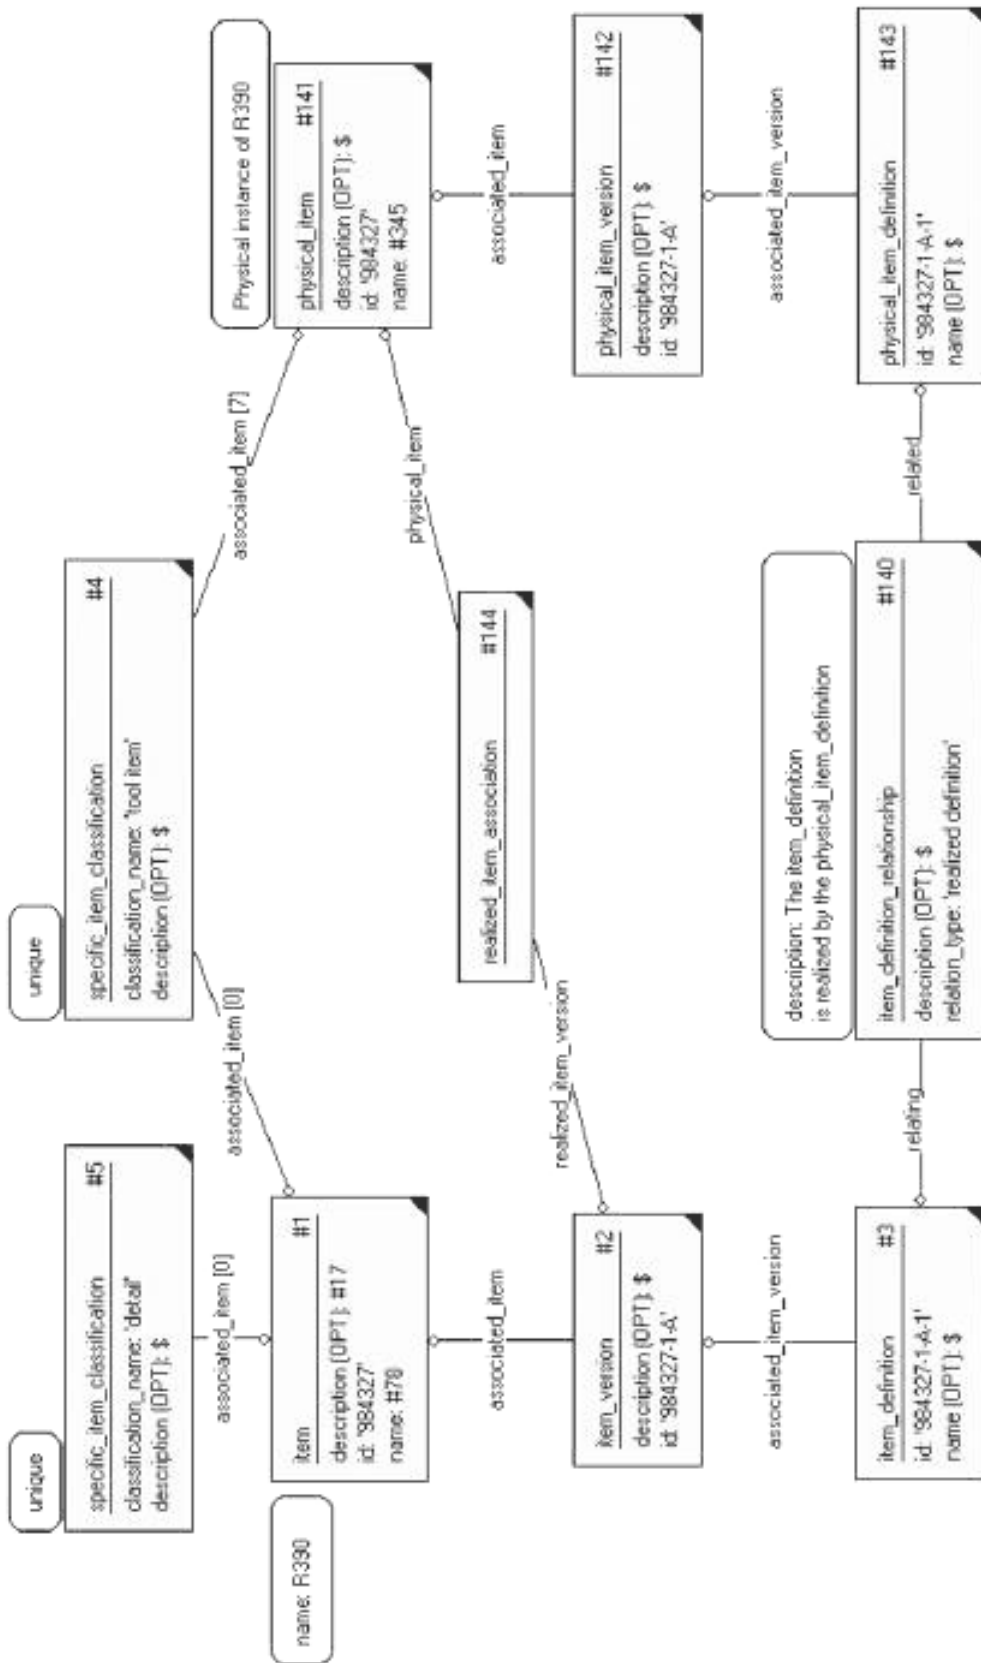 unique
specific_item_classification #5
classification_name: 'detail'
description (OPT): $
unique
specific_item_classification #4
classification_name: 'tool item'
description (OPT): $
associated_item [0]
associated_item [0]
associated_item [7]
name: R390
item #1
description (OPT): #17
id: '984327'
name: #78
Physical instance of R390
physical_item #141
description (OPT): $
id: '984327'
name: #345
physical_item
associated_item
realized_item_association #144
associated_item
realized_item_version
item_version #2
description (OPT): $
id: '984327-1-A'
physical_item_version #142
description (OPT): $
id: '984327-1-A'
associated_item_version
description: The item_definition
is realized by the physical_item_definition
associated_item_version
item_definition #3
id: '984327-1-A-1'
name (OPT): $
relating
item_definition_relationship #140
description (OPT): $
relation_type: 'realized definition'
related
physical_item_definition #143
id: '984327-1-A-1'
name (OPT): $